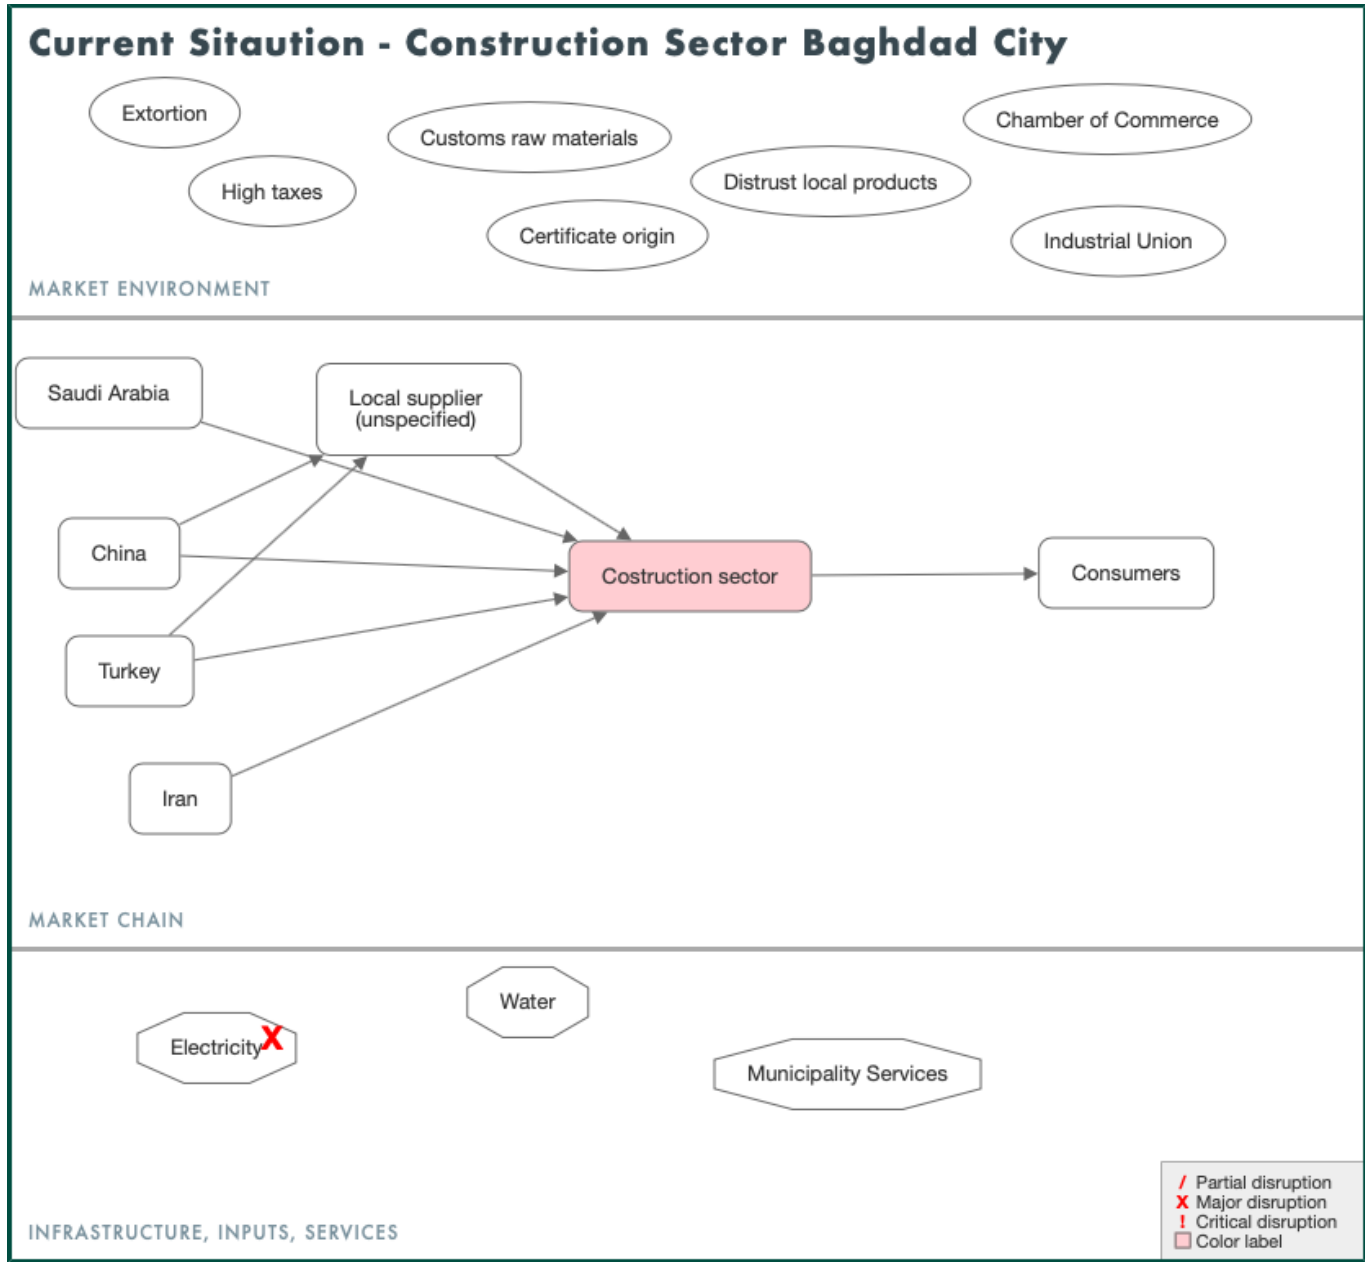 Current Sitaution - Construction Sector Baghdad City
Extortion
Customs raw materials
Chamber of Commerce
High taxes
Distrust local products
Certificate origin
Industrial Union
MARKET ENVIRONMENT
Saudi Arabia
Local supplier
(unspecified)
China
Costruction sector
Consumers
Turkey
Iran
MARKET CHAIN
Water
Electricity
X
Municipality Services
/ Partial disruption
X Major disruption
! Critical disruption
Color label
INFRASTRUCTURE, INPUTS, SERVICES